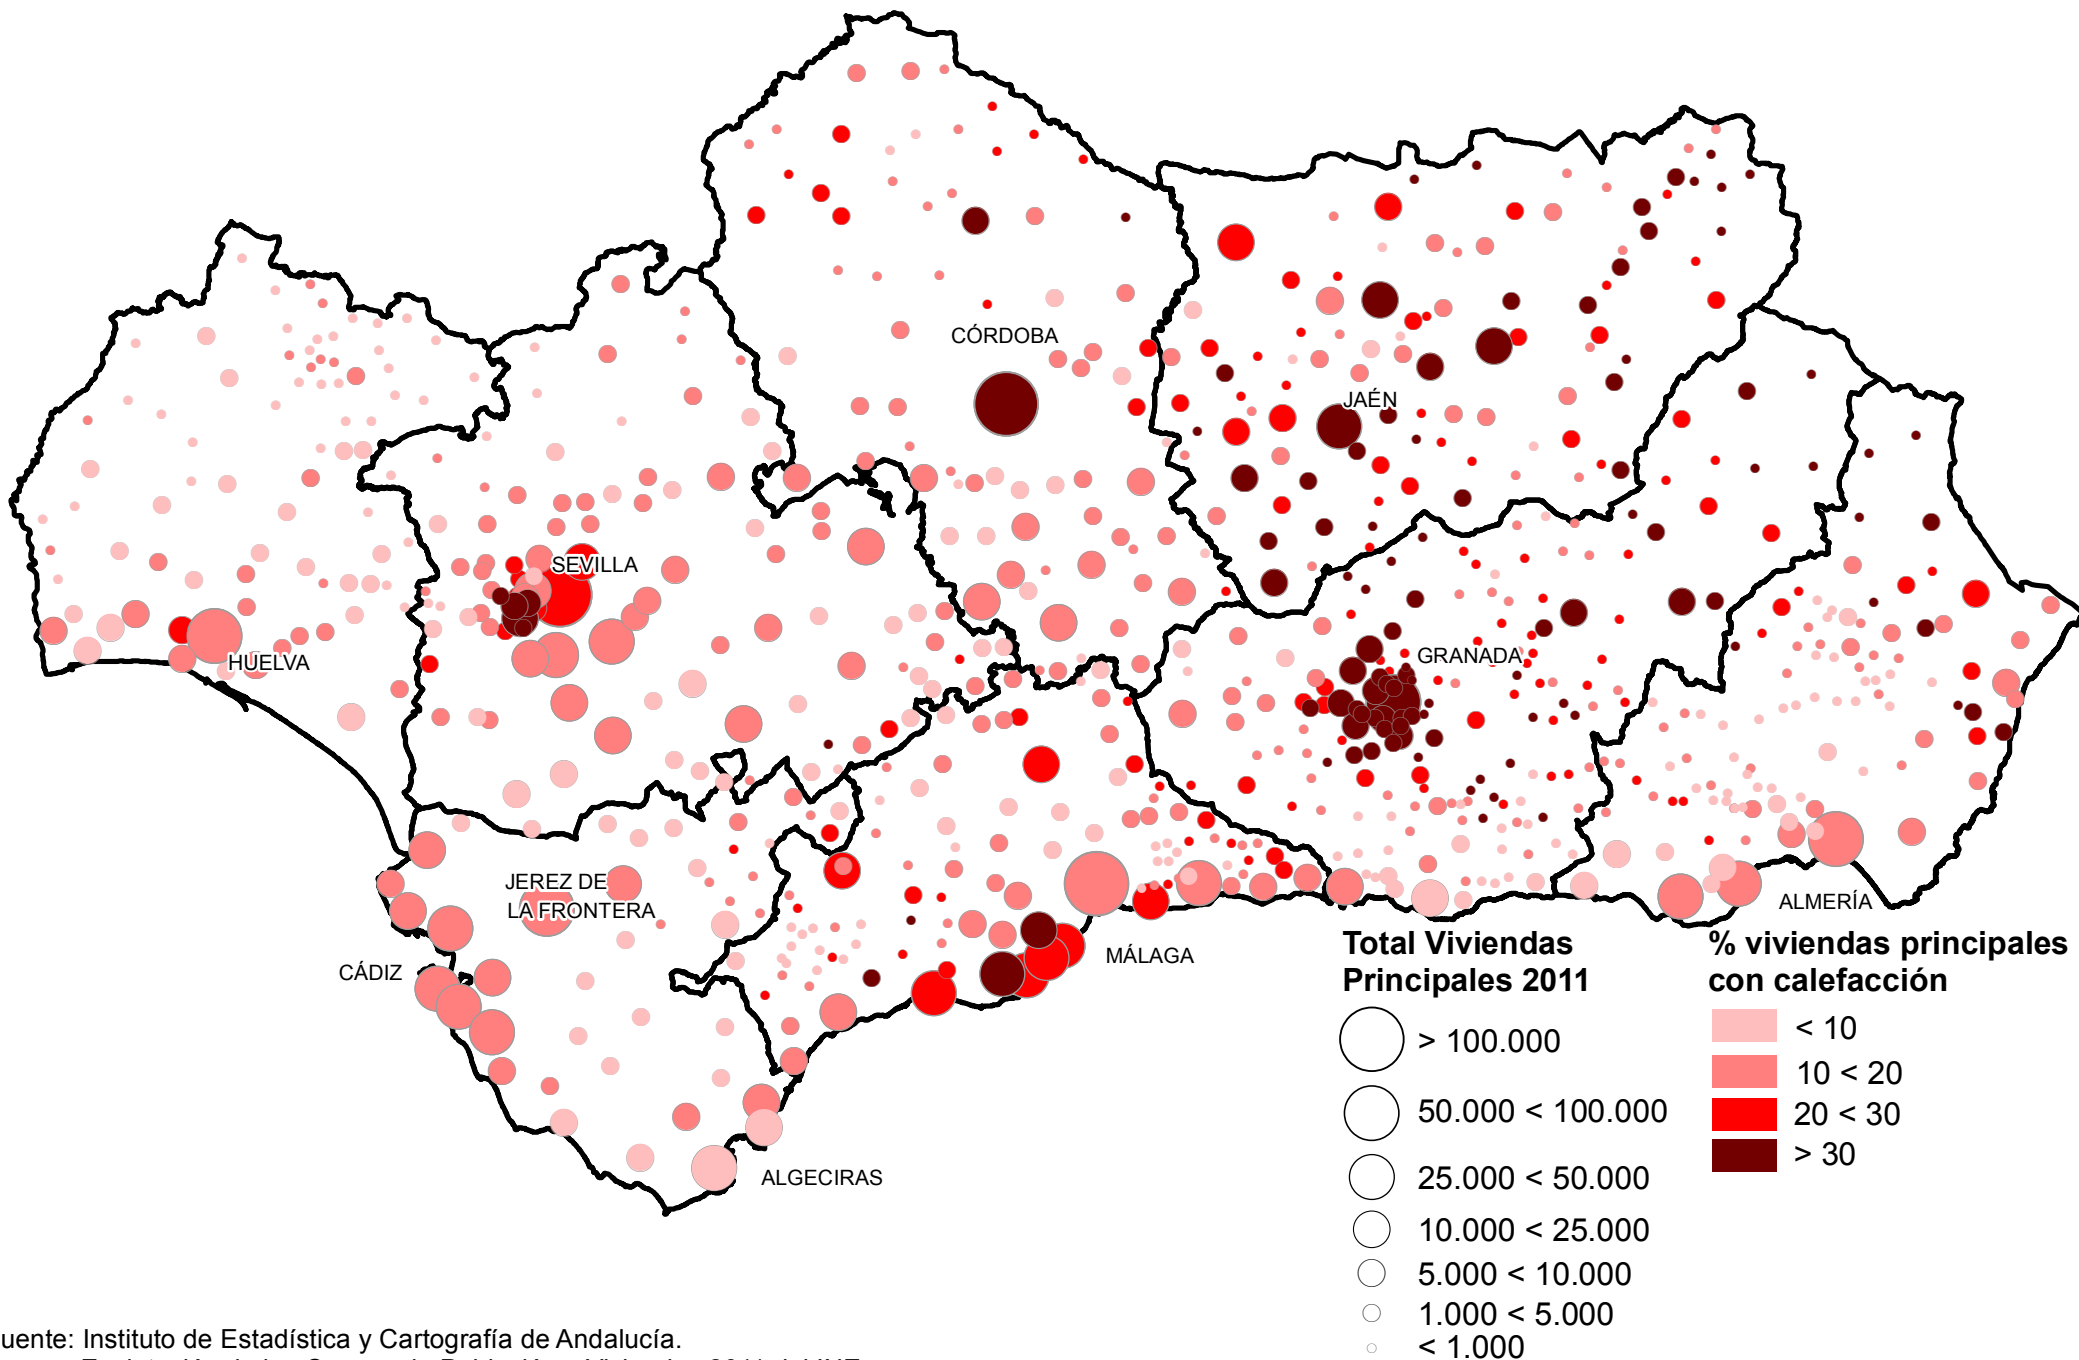 CÓRDOBA
JAÉN
SEVILLA
HUELVA
GRANADA
JEREZ DE
LA FRONTERA
ALMERÍA
MÁLAGA
CÁDIZ
ALGECIRAS
Total Viviendas
Principales 2011
> 100.000
50.000 < 100.000
25.000 < 50.000
10.000 < 25.000
5.000 < 10.000
1.000 < 5.000
< 1.000
% viviendas principales
con calefacción
< 10
10 < 20
20 < 30
> 30
uente: Instituto de Estadística y Cartografía de Andalucía.